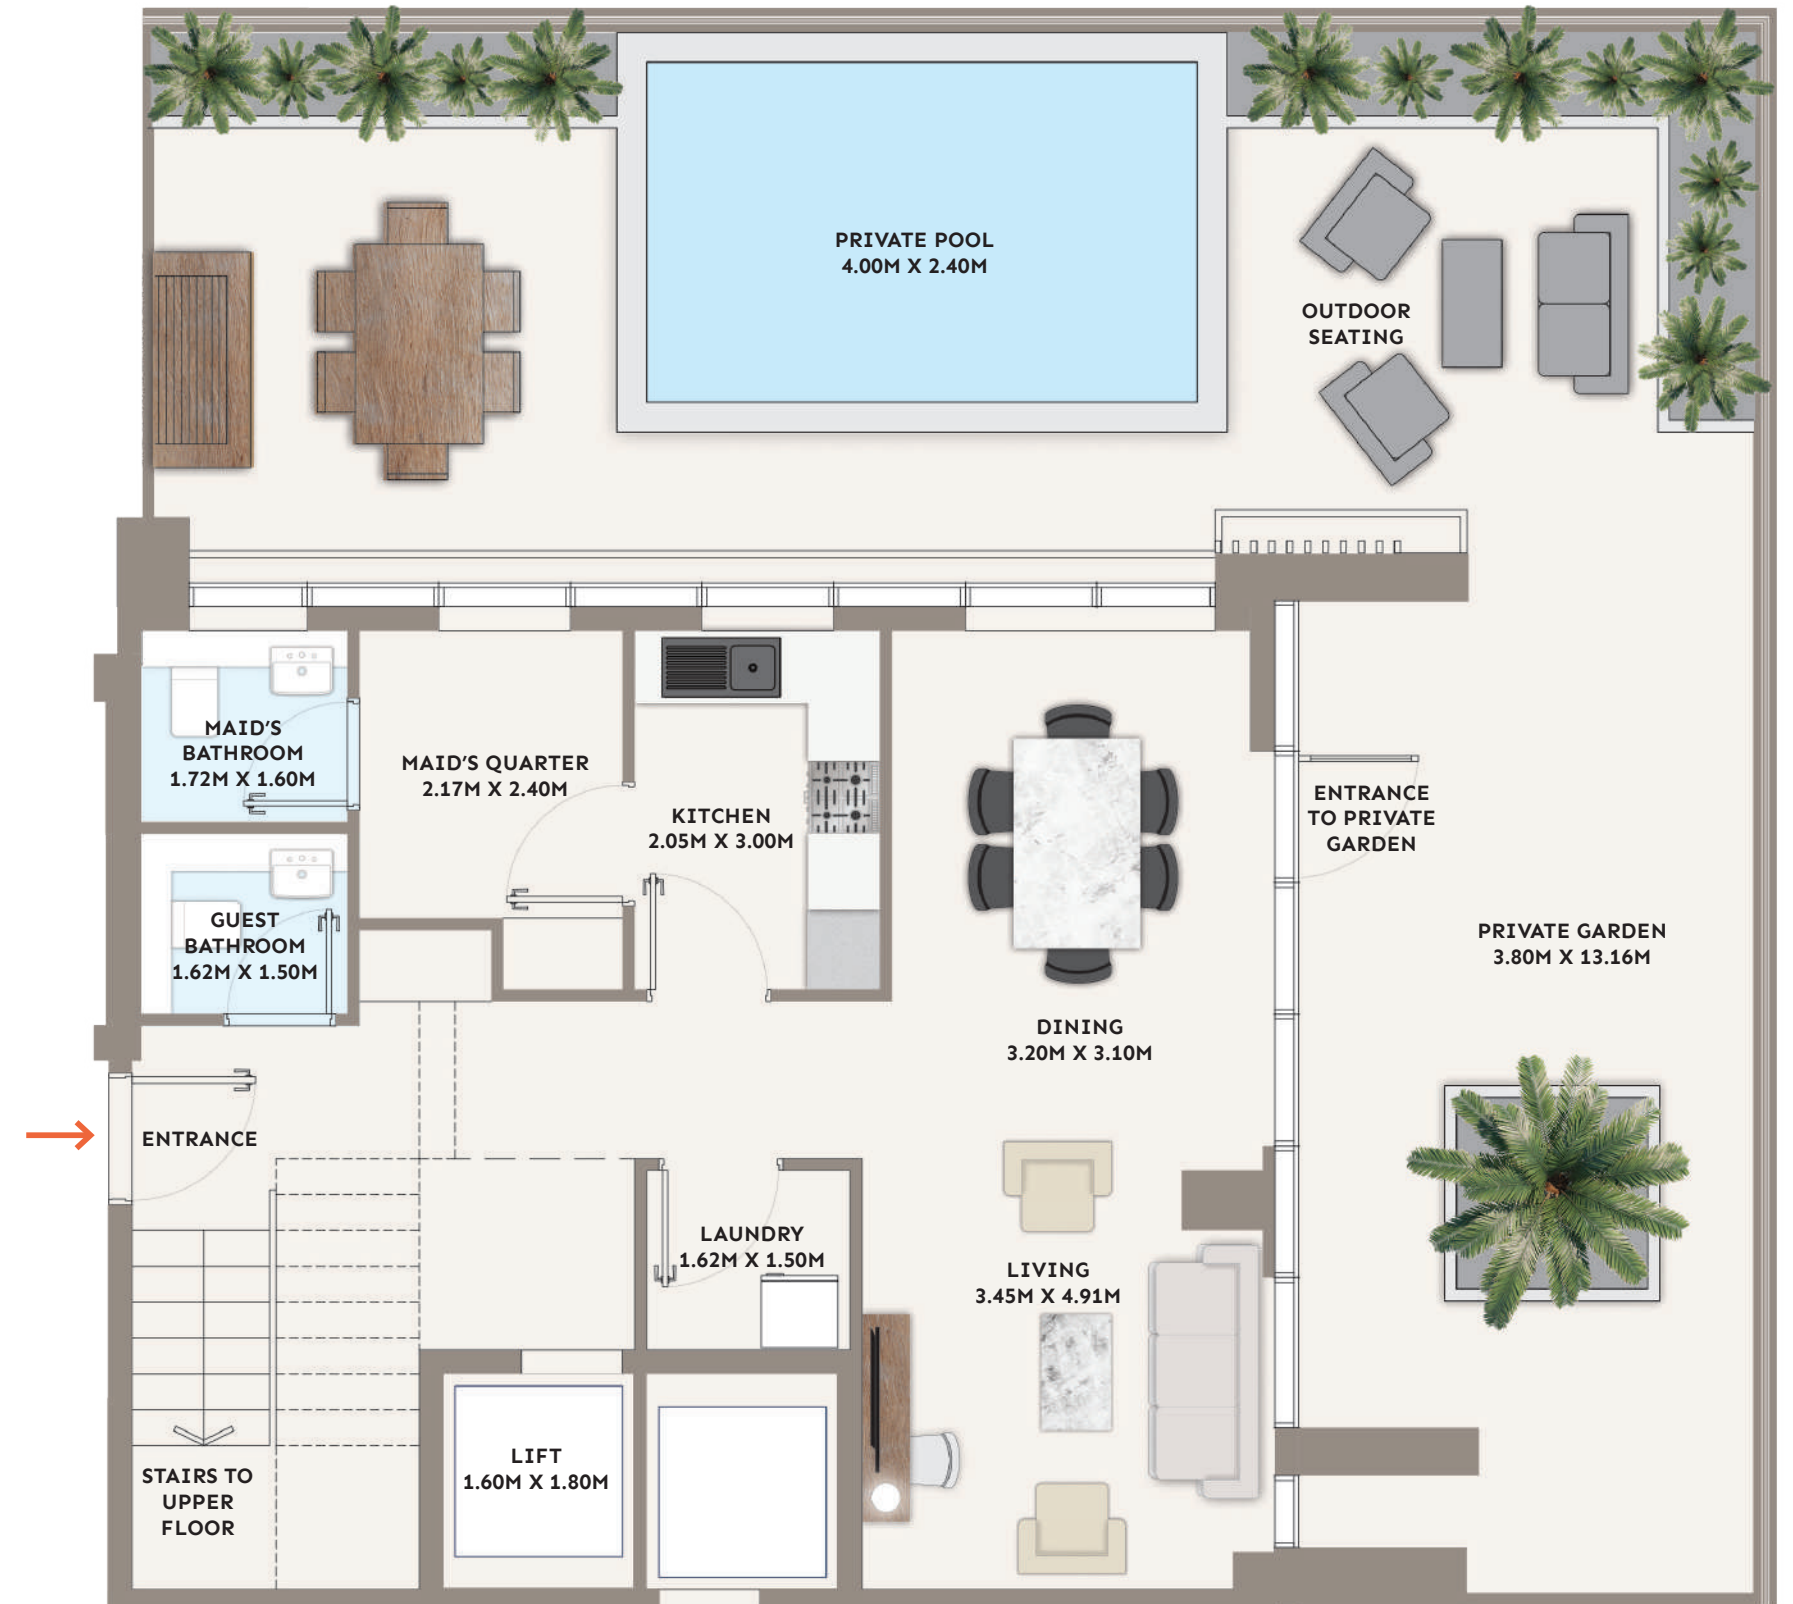 PRIVATE POOL
4.00M X 2.40M
OUTDOOR
SEATING
MAID'S
BATHROOM
1.72M X 1.60M
MAID'S QUARTER
2.17M X 2.40M
KITCHEN
2.05M X 3.00M
ENTRANCE
TO PRIVATE
GARDEN
GUEST
BATHROOM
1.62M X 1.50M
PRIVATE GARDEN
3.80M X 13.16M
DINING
3.20M X 3.10M
ENTRANCE
LAUNDRY
1.62M X 1.50M
LIVING
3.45M X 4.91M
LIFT
1.60M X 1.80M
STAIRS TO
UPPER
FLOOR